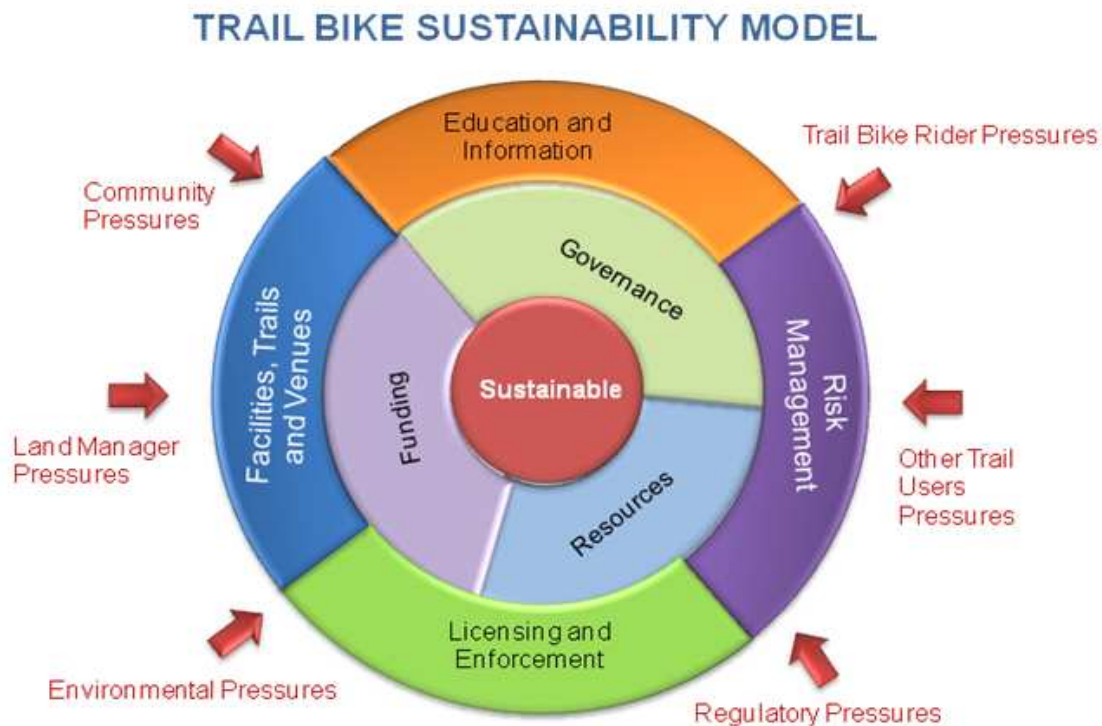 TRAIL BIKE SUSTAINABILITY MODEL
Education and
Information
Trail Bike Rider Pressures
Community
Pressures
Governance
Facilities, Trails
and Venues
Risk
Management
Funding
Sustainable
Land Manager
Pressures
Other Trail
Users
Pressures
Resources
Licensing and
Enforcement
Environmental Pressures
Regulatory Pressures